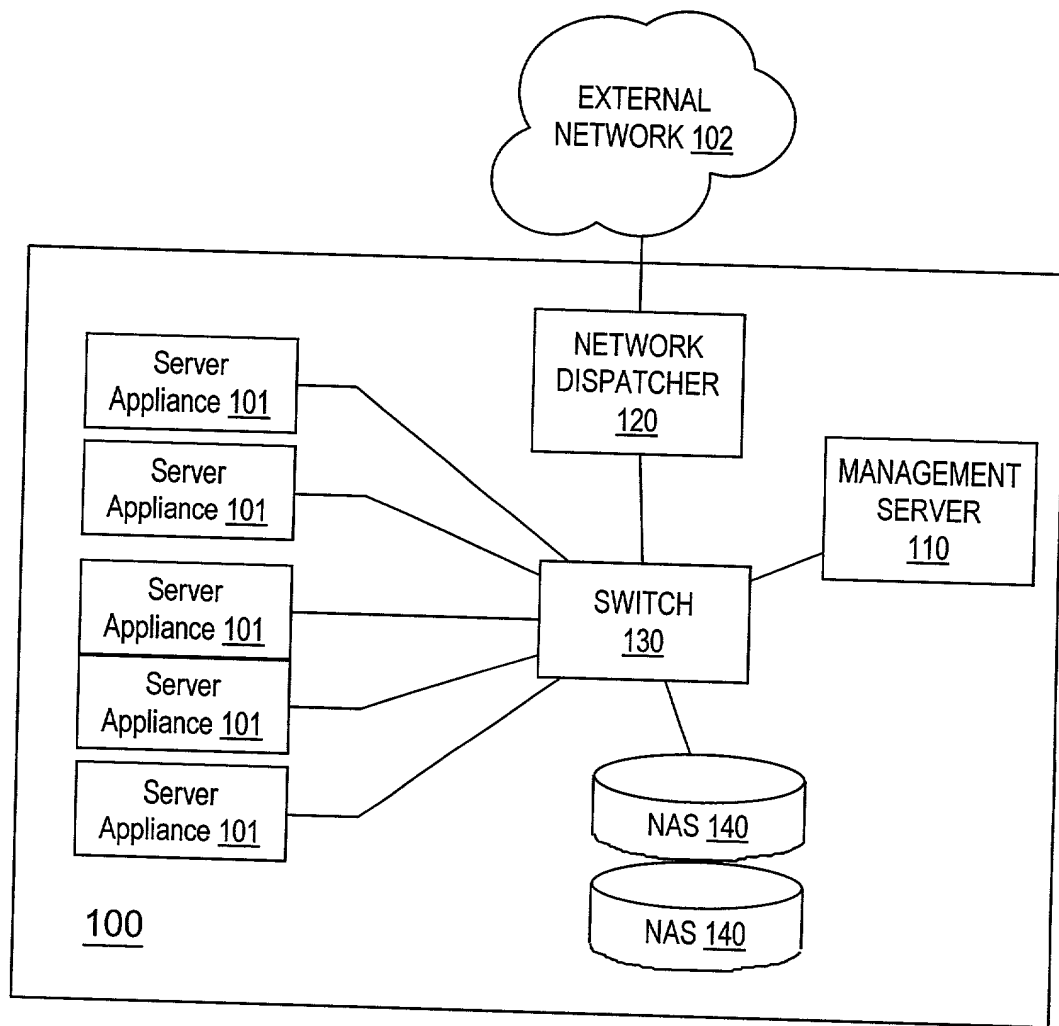 EXTERNAL
NETWORK 102
NETWORK
DISPATCHER
120
MANAGEMENT
SERVER
110
SWITCH
130
Server
Appliance 101
Server
Appliance 101
Server
Appliance 101
Server
Appliance 101
Server
Appliance 101
NAS 140
NAS 140
100